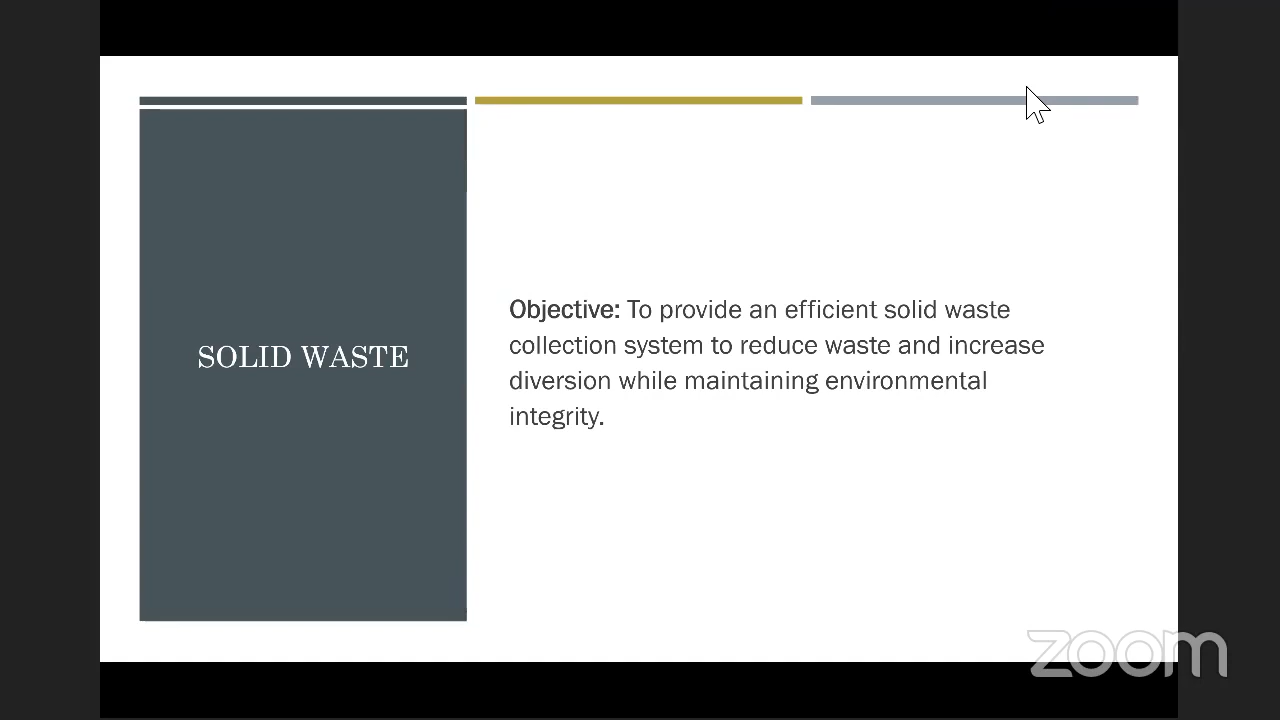 SOLID WASTE
Objective: To provide an efficient solid waste
collection system to reduce waste and increase
diversion while maintaining environmental
integrity.
zoom